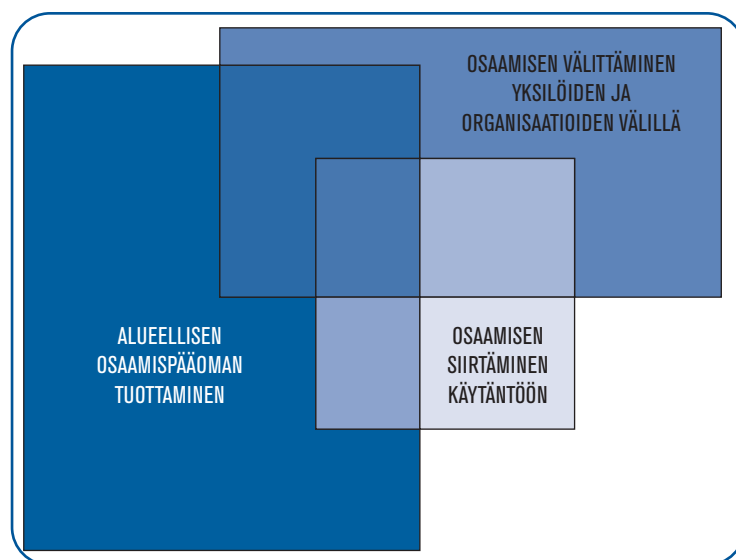 OSAAMISEN VÄLITTÄMINEN
YKSILÖIDEN JA
ORGANISAATIOIDEN VÄLILLÄ
ALUEELLISEN
OSAAMISPÄÄOMAN
TUOTTAMINEN
OSAAMISEN
SIIRTÄMINEN
KÄYTÄNTÖÖN